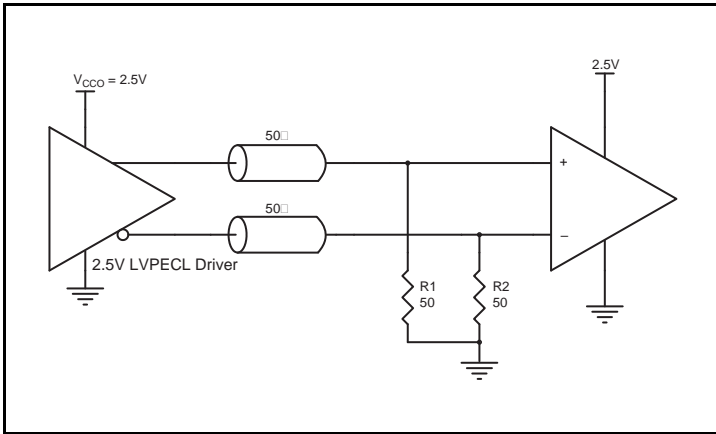 V_CCO = 2.5V
2.5V
50□
+
50□
–
2.5V LVPECL Driver
R1
50
R2
50